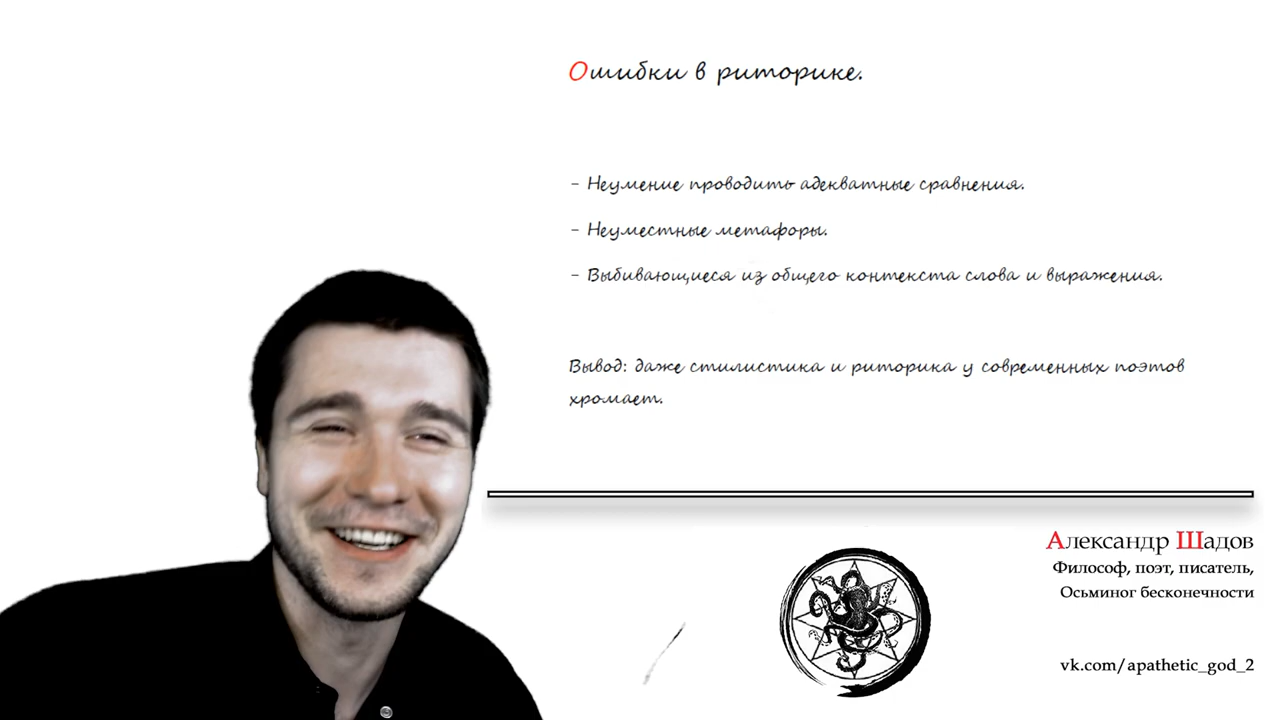 Ошибки в риторике.
- Неумение проводить адекватные сравнения.
- Неуместные метафоры.
- Выбивающиеся из общего контекста слова и выражения.
Вывод: даже стилистика и риторика у современных поэтов
хромает.
Александр Шадов
Философ, поэт, писатель,
Осьминог бесконечности
vk.com/apathetic_god_2